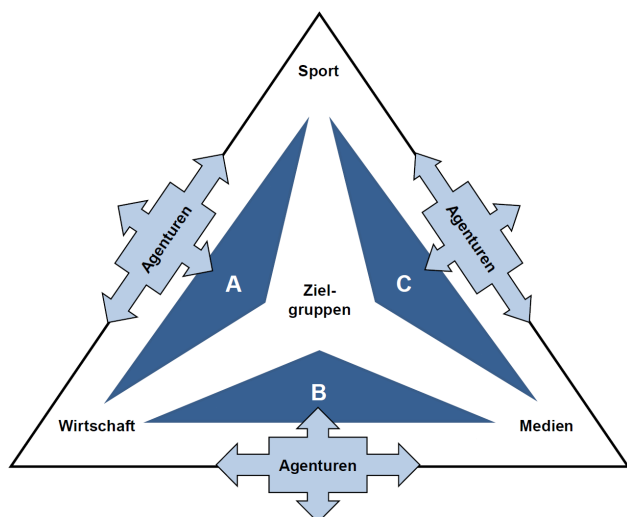 Sport
Agenturen
Agenturen
A
C
Ziel-
gruppen
B
Wirtschaft
Medien
Agenturen